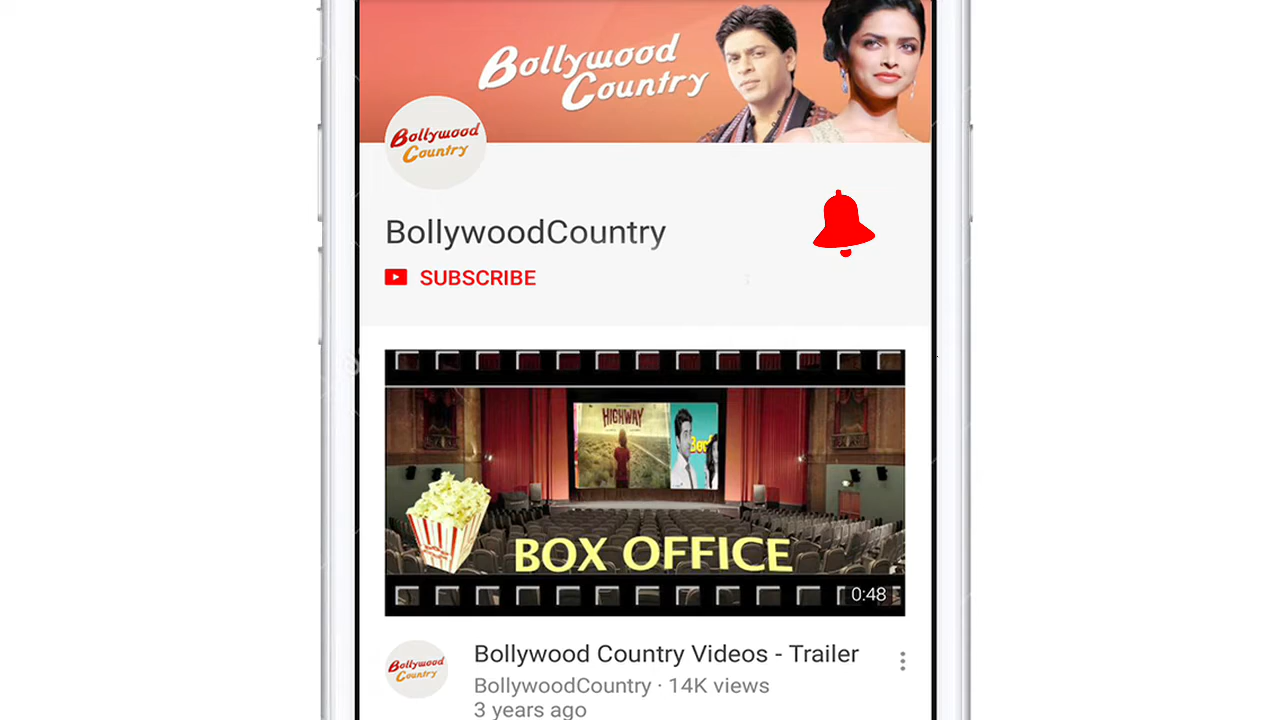 Bollywood
Country
Bollywood
Country
BollywoodCountry
SUBSCRIBE
HIGHWAY
BOX OFFICE
0:48
Bollywood
Country
Bollywood Country Videos - Trailer
BollywoodCountry · 14K views
3 years ago